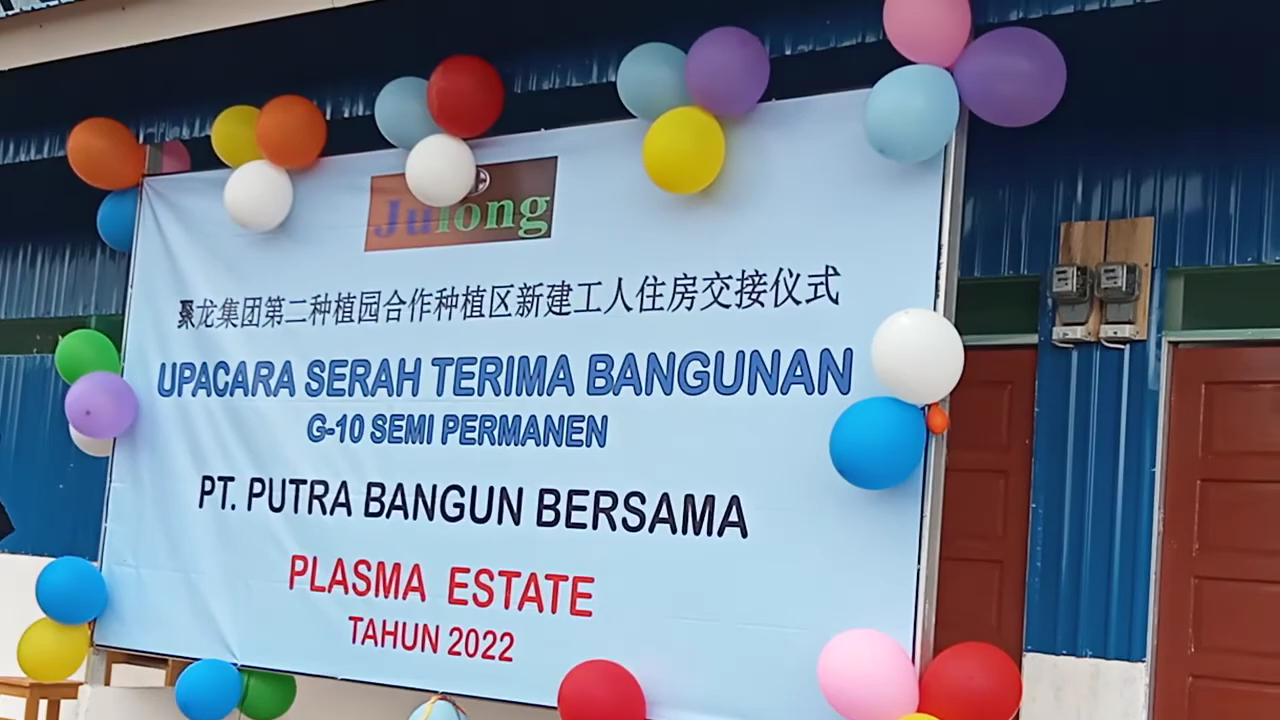 Julong
聚龙集团第二种植园合作种植区新建工人住房交接仪式
UPACARA SERAH TERIMA BANGUNAN
G-10 SEMI PERMANEN
PT. PUTRA BANGUN BERSAMA
PLASMA ESTATE
TAHUN 2022